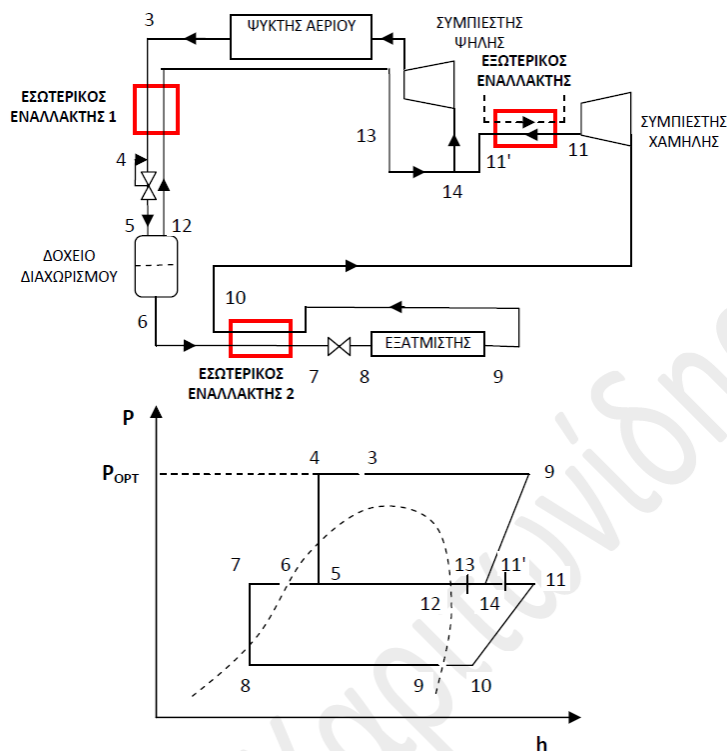 3
ΨΥΚΤΗΣ ΑΕΡΙΟΥ
ΣΥΜΠΙΕΣΤΗΣ
ΨΗΛΗΣ
ΕΞΩΤΕΡΙΚΟΣ
ΕΝΑΛΛΑΚΤΗΣ
ΕΣΩΤΕΡΙΚΟΣ
ΕΝΑΛΛΑΚΤΗΣ 1
ΣΥΜΠΙΕΣΤΗΣ
ΧΑΜΗΛΗΣ
13
11'
11
4
14
5
12
ΔΟΧΕΙΟ
ΔΙΑΧΩΡΙΣΜΟΥ
10
6
ΕΞΑΤΜΙΣΤΗΣ
ΕΣΩΤΕΡΙΚΟΣ
ΕΝΑΛΛΑΚΤΗΣ 2
7
8
9
P
P_OPT
4
3
9
7
6
5
13
11'
11
12
14
8
9
10
h
Χαριτωνίδης